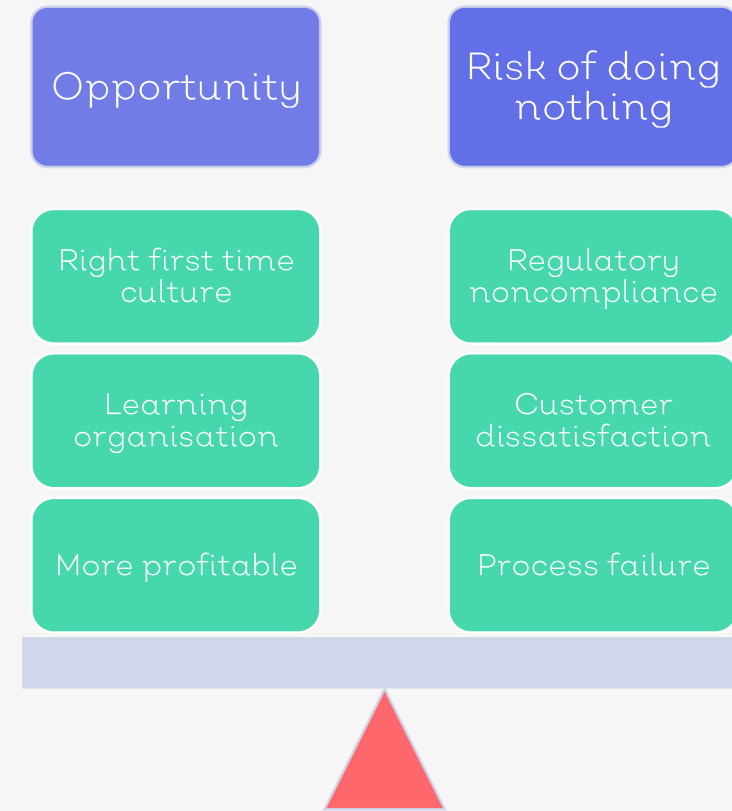 Opportunity
Risk of doing
nothing
Right first time
culture
Regulatory
noncompliance
Learning
organisation
Customer
dissatisfaction
More profitable
Process failure